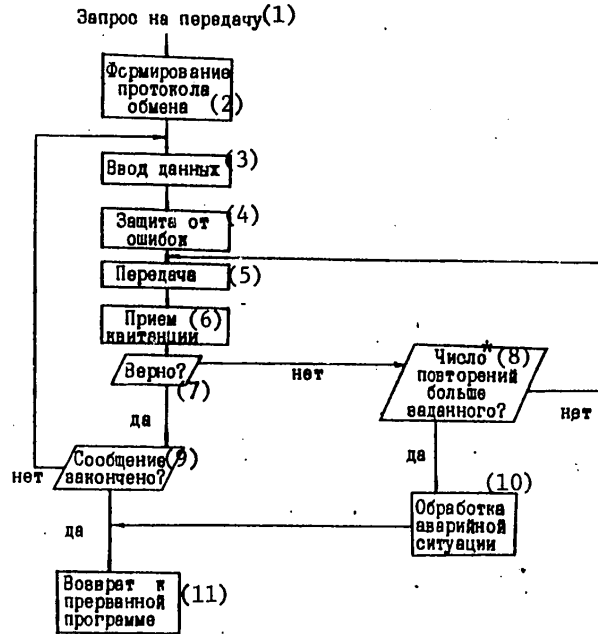 Запрос на передачу(1)
Формирование
протокола
обмена (2)
Ввод данных (3)
Защита от (4)
ошибок
Передача (5)
Прием (6)
квитанции
Верно?
(7)
нет
Число* (8)
повторений
больше
заданного?
нет
да
да
Сообщение(9)
закончено?
нет
(10)
Обработка
аварийной
ситуации
да
Возврат к
прерванной (11)
программе